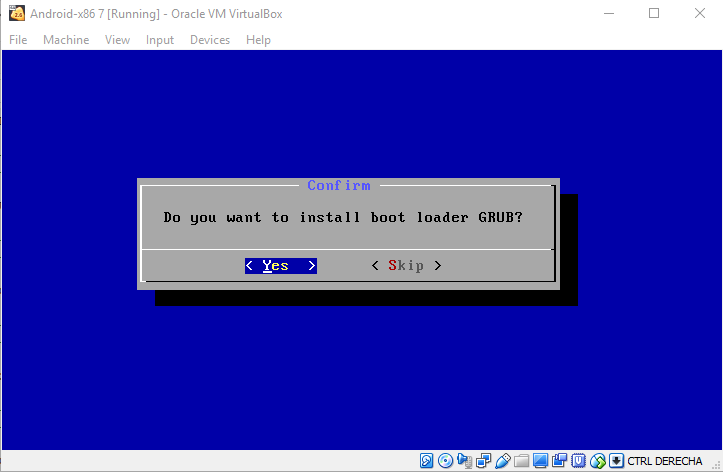 Android-x86 7 [Running] - Oracle VM VirtualBox
File Machine View Input Devices Help
Confirm
Do you want to install boot loader GRUB?
< Yes > < Skip >
CTRL DERECHA